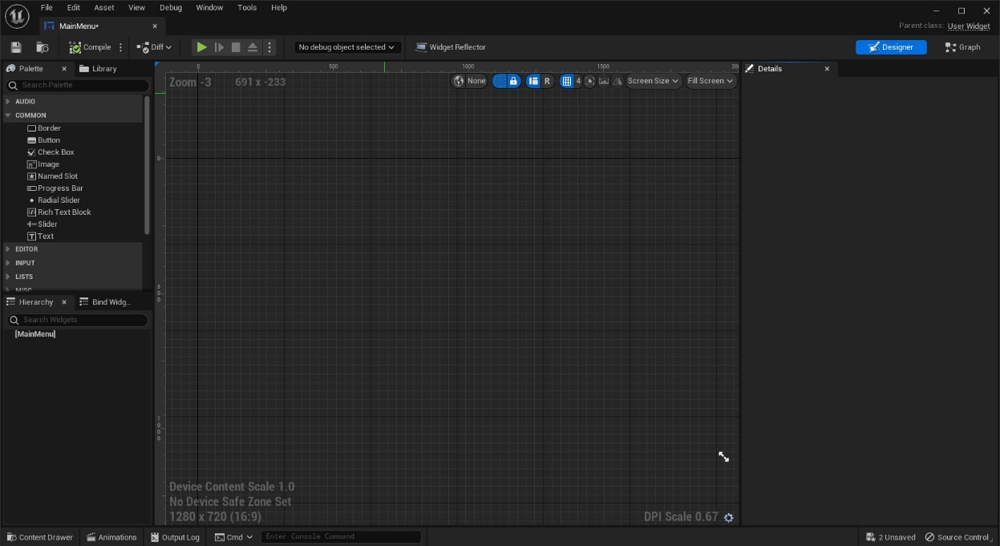 File Edit Asset View Debug Window Tools Help
MainMenu•
Parent class: User Widget
Compile Diff No debug object selected Widget Reflector Designer Graph
Palette Library
Search Palette
AUDIO
COMMON
Border
Button
Check Box
Image
Named Slot
Progress Bar
Radial Slider
Rich Text Block
Slider
Text
EDITOR
INPUT
LISTS
MISC
Hierarchy Bind Widg...
Search Widgets
[MainMenu]
0 500 1000 1500 20
Zoom -3 691 x -233
None R 4 Screen Size Fill Screen
0
500
1000
Device Content Scale 1.0
No Device Safe Zone Set
1280 x 720 (16:9)
DPI Scale 0.67
Details
Content Drawer Animations Output Log Cmd Enter Console Command 2 Unsaved Source Control